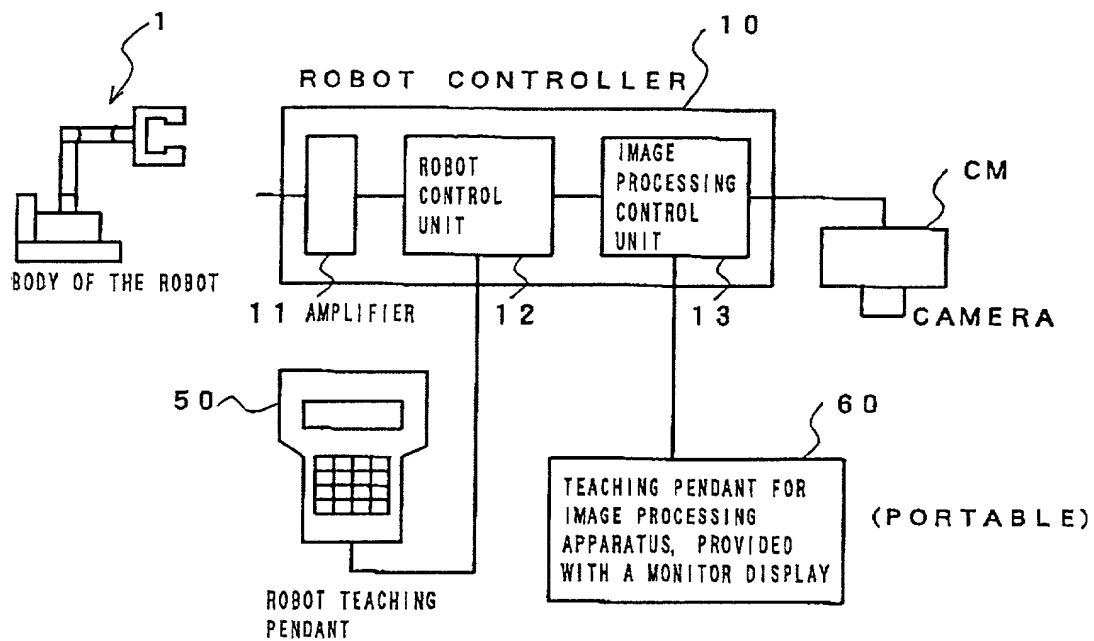 1
10
ROBOT CONTROLLER
ROBOT
CONTROL
UNIT
IMAGE
PROCESSING
CONTROL
UNIT
CM
BODY OF THE ROBOT
11 AMPLIFIER
12
13
CAMERA
50
60
TEACHING PENDANT FOR
IMAGE PROCESSING
APPARATUS, PROVIDED
WITH A MONITOR DISPLAY
(PORTABLE)
ROBOT TEACHING
PENDANT